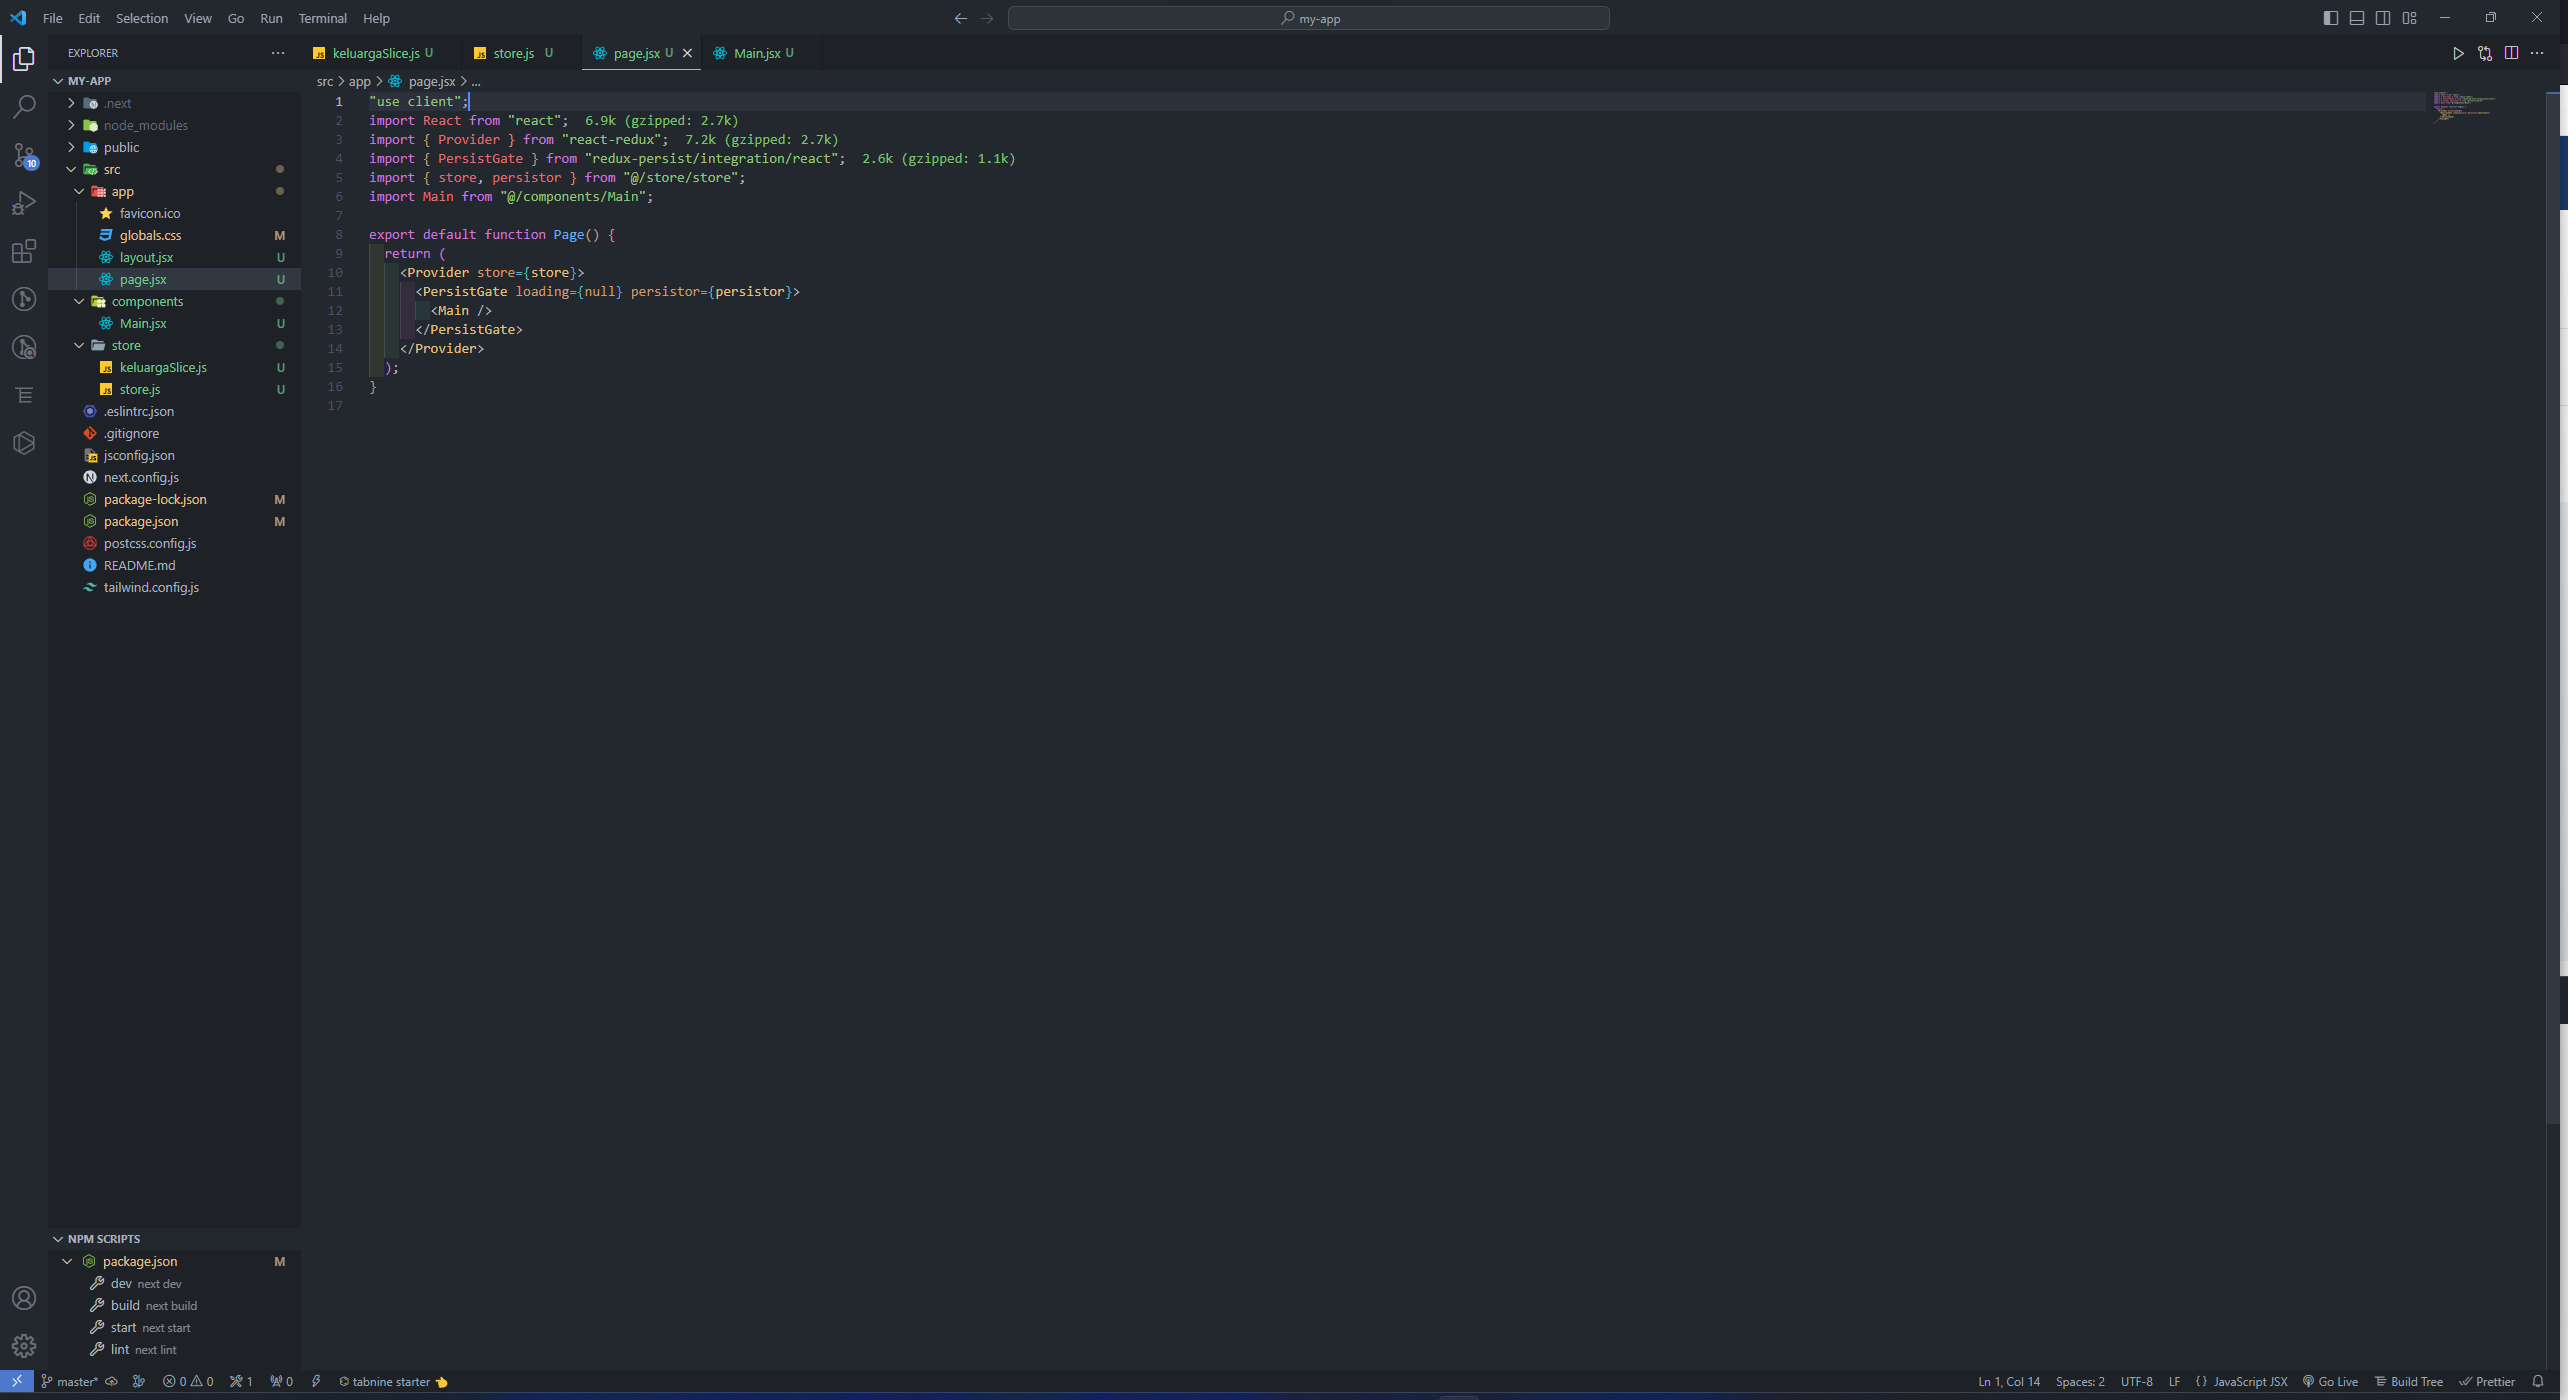 File Edit Selection View Go Run Terminal Help
my-app
EXPLORER
MY-APP
.next
node_modules
public
src
app
favicon.ico
globals.css M
layout.jsx U
page.jsx U
components
Main.jsx U
store
keluargaSlice.js U
store.js U
.eslintrc.json
.gitignore
jsconfig.json
next.config.js
package-lock.json M
package.json M
postcss.config.js
README.md
tailwind.config.js
10
NPM SCRIPTS
package.json M
dev next dev
build next build
start next start
lint next lint
keluargaSlice.js U store.js U page.jsx U Main.jsx U
src > app > page.jsx > ...
1 "use client";
2 import React from "react"; 6.9k (gzipped: 2.7k)
3 import { Provider } from "react-redux"; 7.2k (gzipped: 2.7k)
4 import { PersistGate } from "redux-persist/integration/react"; 2.6k (gzipped: 1.1k)
5 import { store, persistor } from "@/store/store";
6 import Main from "@/components/Main";
7
8 export default function Page() {
9 return (
10 <Provider store={store}>
11 <PersistGate loading={null} persistor={persistor}>
12 <Main />
13 </PersistGate>
14 </Provider>
15 );
16 }
17
master* 0 0 1 0 tabnine starter Ln 1, Col 14 Spaces: 2 UTF-8 LF {} JavaScript JSX Go Live Build Tree Prettier